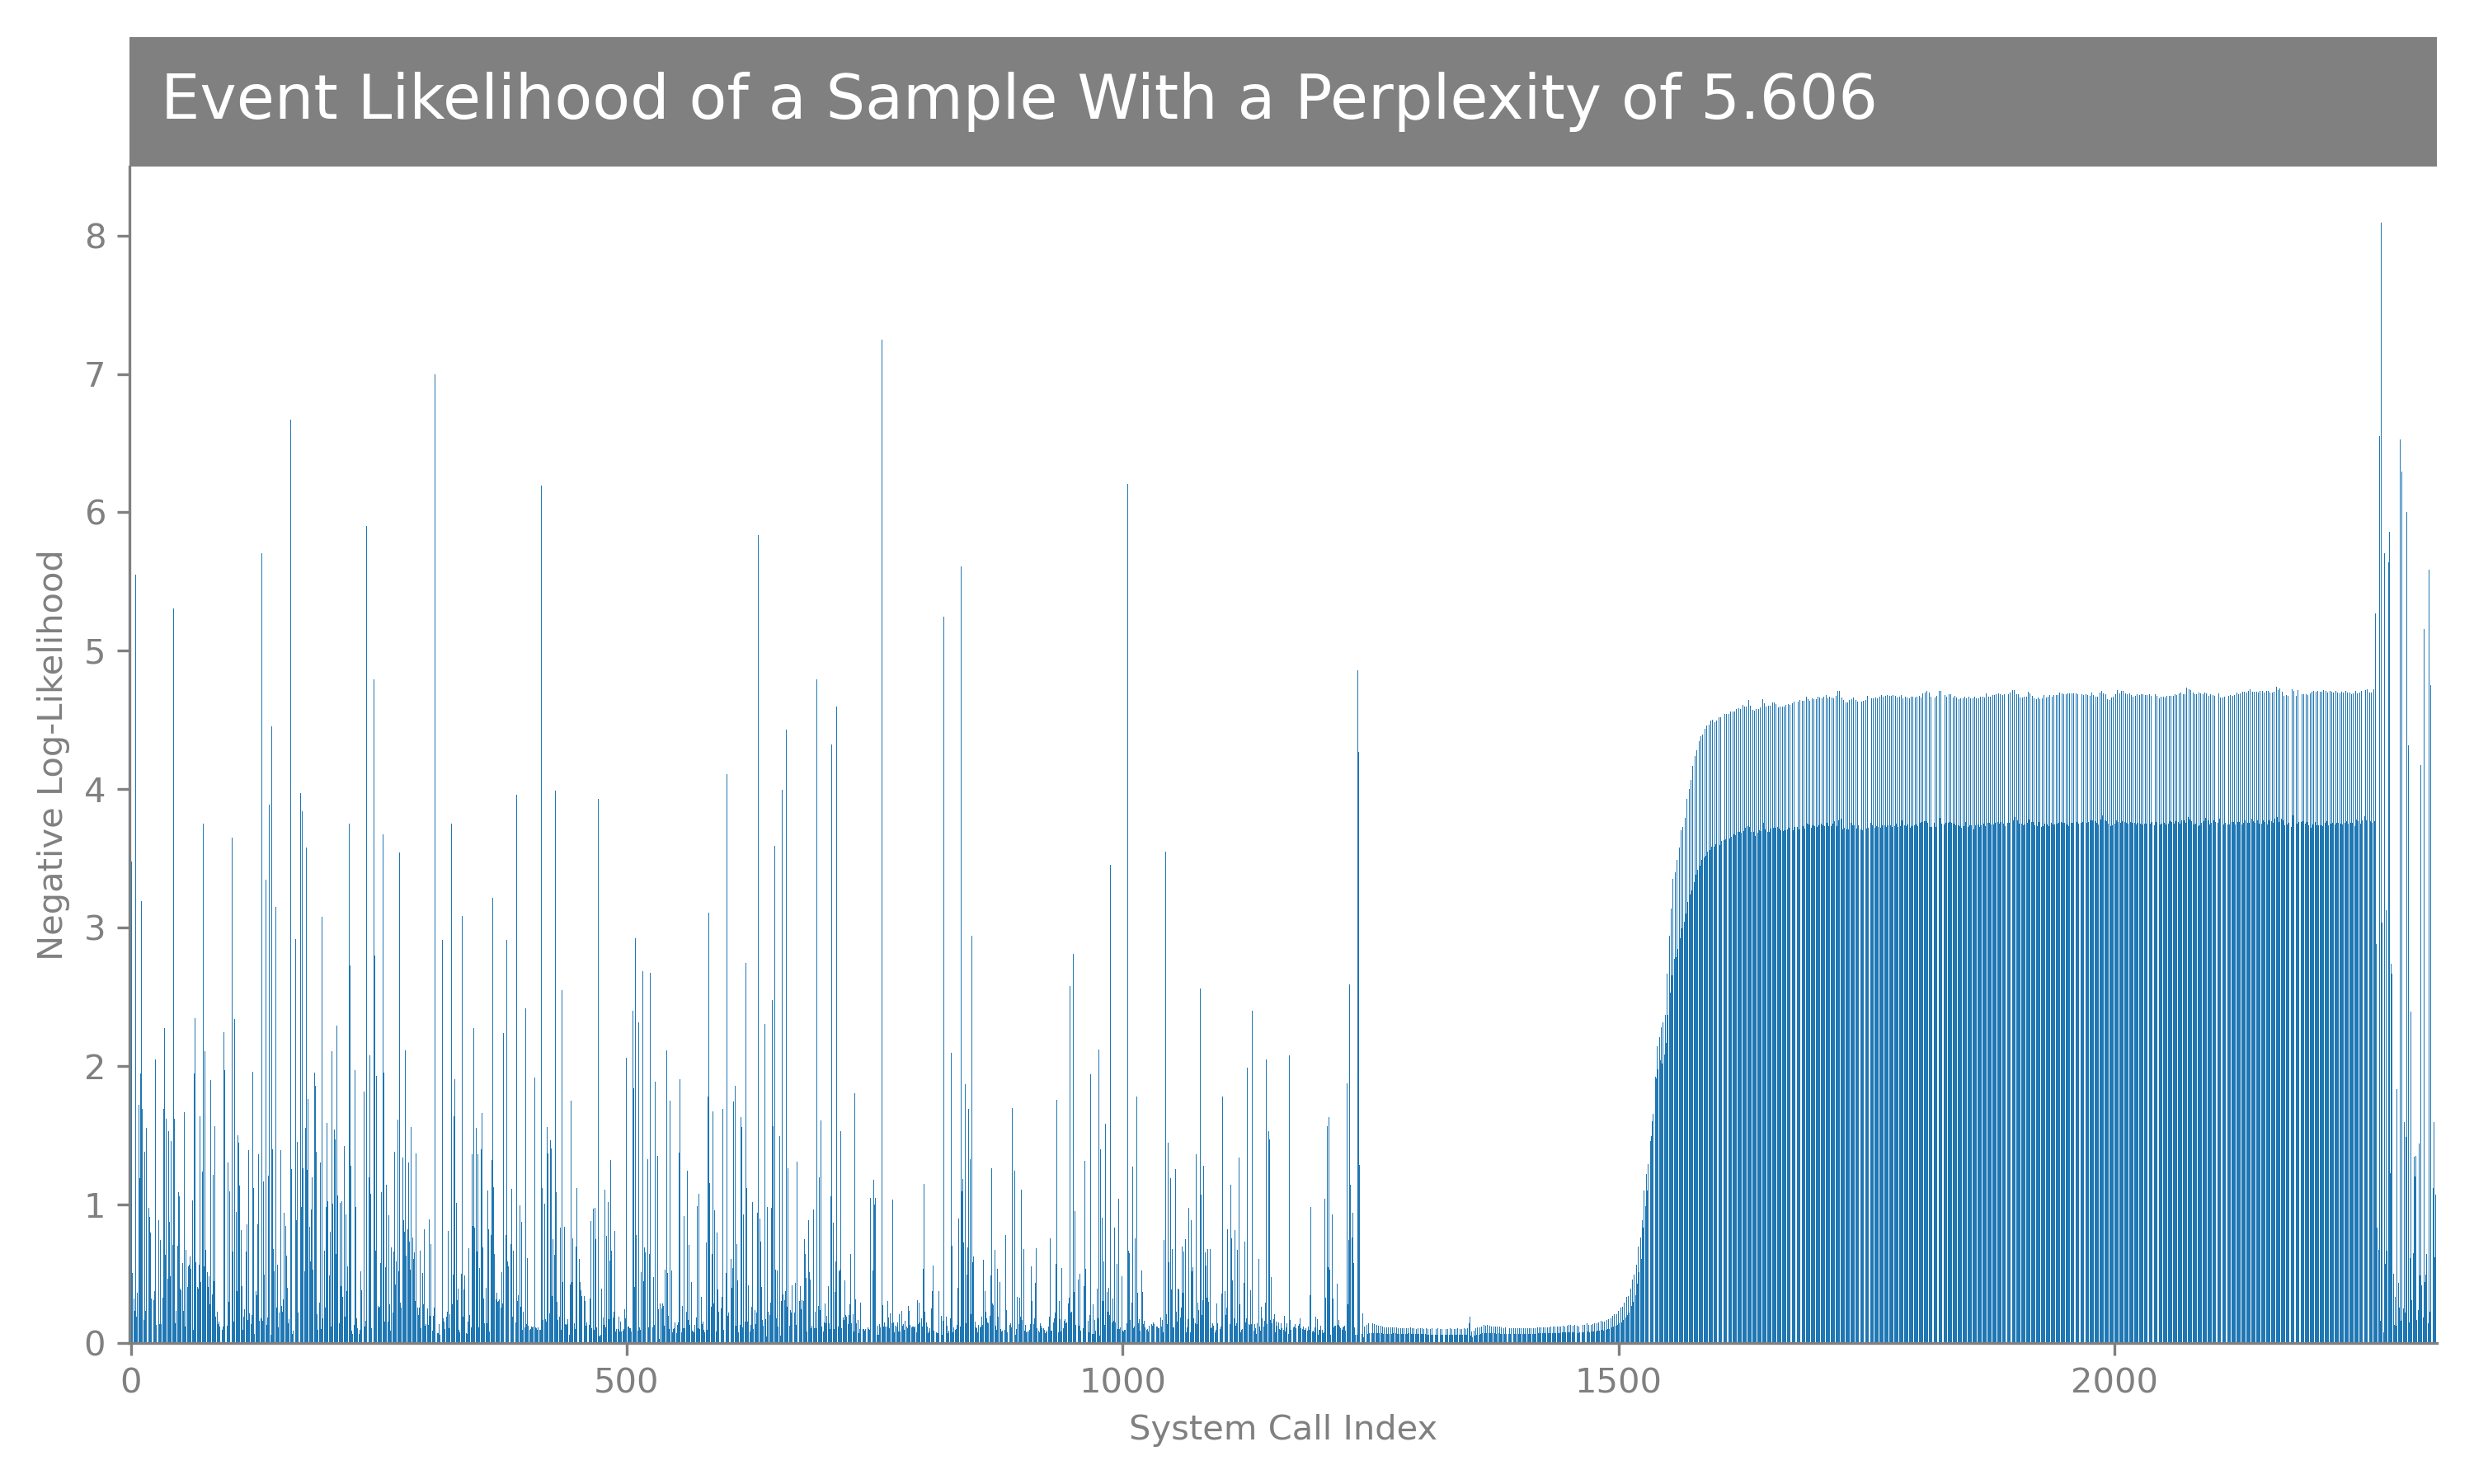 Event Likelihood of a Sample With a Perplexity of 5.606
Negative Log-Likelihood
8
7
6
5
4
3
2
1
0
0 500 1000 1500 2000
System Call Index